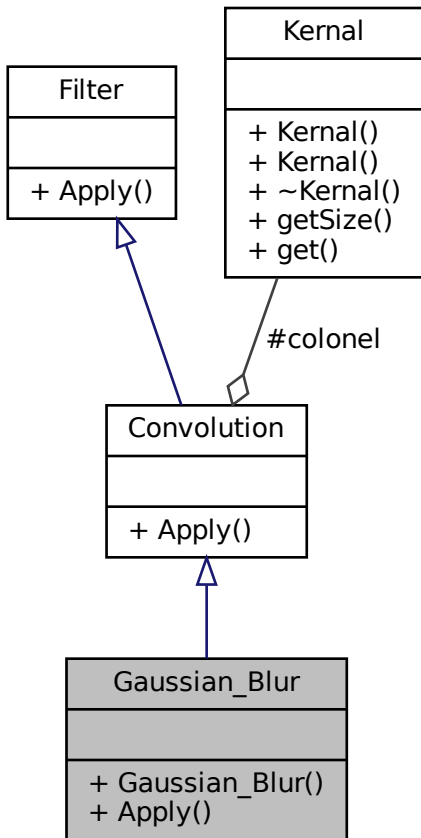 Kernal
+ Kernal()
+ Kernal()
+ ~Kernal()
+ getSize()
+ get()
Filter
+ Apply()
#colonel
Convolution
+ Apply()
Gaussian_Blur
+ Gaussian_Blur()
+ Apply()